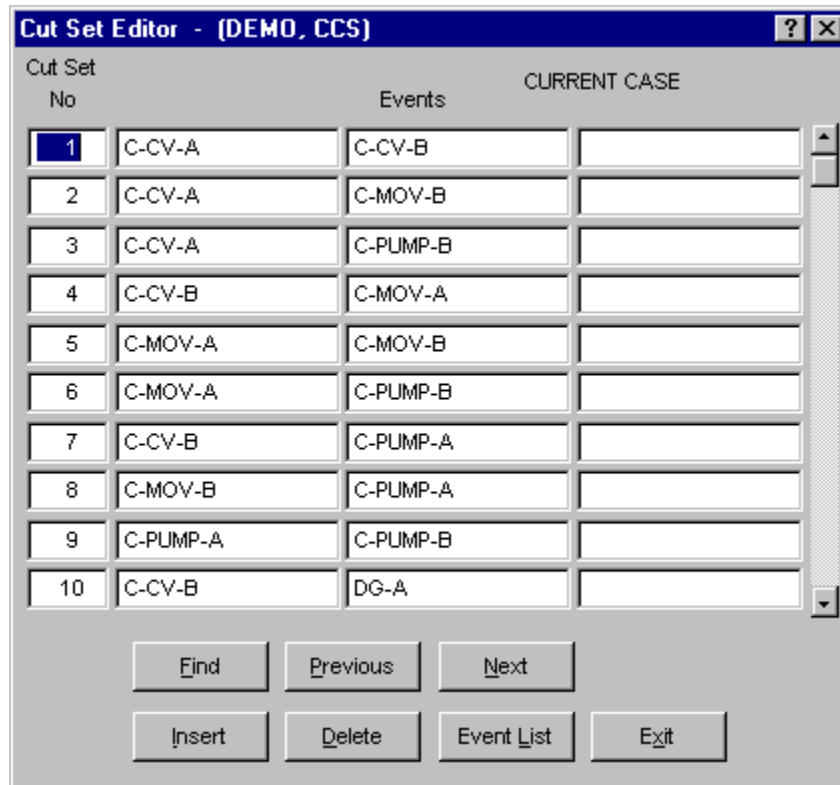 Cut Set Editor - (DEMO, CCS)
Cut Set
No Events CURRENT CASE
1 C-CV-A C-CV-B
2 C-CV-A C-MOV-B
3 C-CV-A C-PUMP-B
4 C-CV-B C-MOV-A
5 C-MOV-A C-MOV-B
6 C-MOV-A C-PUMP-B
7 C-CV-B C-PUMP-A
8 C-MOV-B C-PUMP-A
9 C-PUMP-A C-PUMP-B
10 C-CV-B DG-A
Find Previous Next
Insert Delete Event List Exit